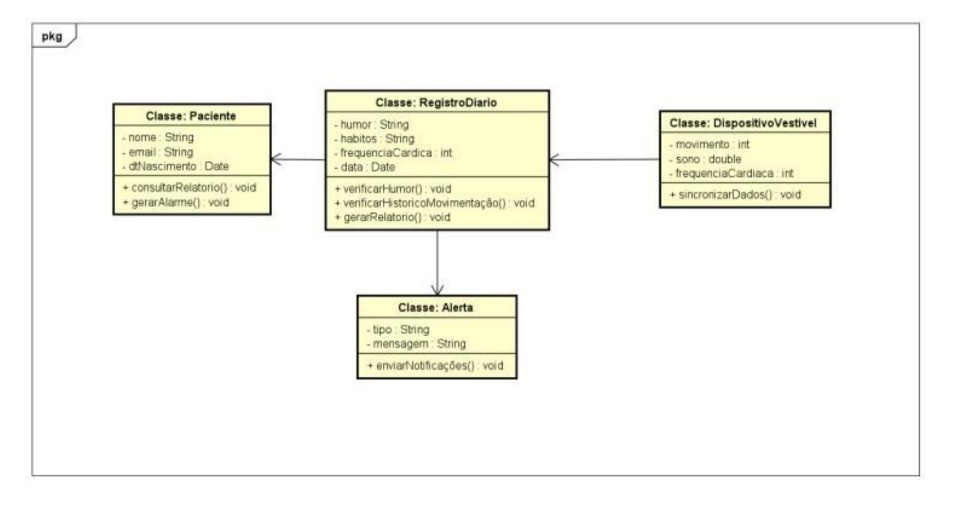 pkg
Classe: Paciente
- nome : String
- email : String
- dtNascimento : Date
+ consultarRelatorio() : void
+ gerarAlarme() : void
Classe: RegistroDiario
- humor : String
- habitos : String
- frequenciaCardica : int
- data : Date
+ verificarHumor() : void
+ verificarHistoricoMovimentação() : void
+ gerarRelatorio() : void
Classe: DispositivoVestivel
- movimento : int
- sono : double
- frequenciaCardiaca : int
+ sincronizarDados() : void
Classe: Alerta
- tipo : String
- mensagem : String
+ enviarNotificações() : void